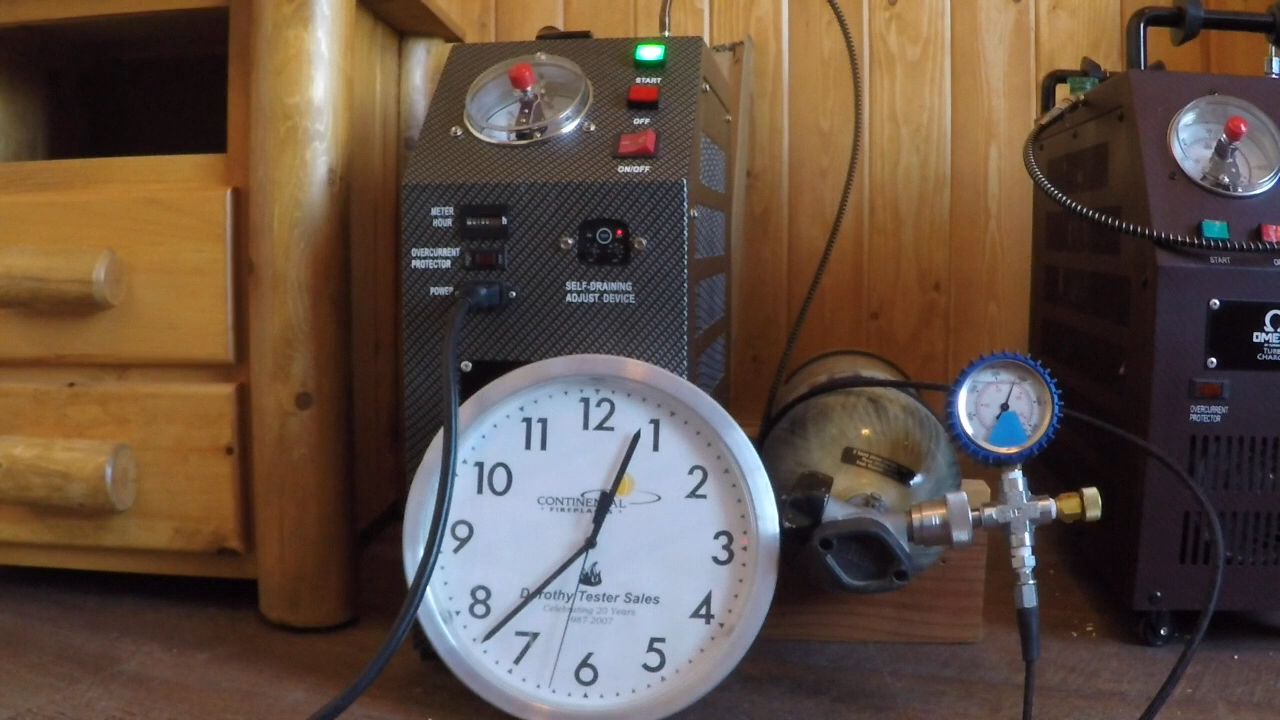 START
OFF
ON/OFF
METER
HOUR
OVERCURRENT
PROTECTOR
POWER
SELF-DRAINING
ADJUST DEVICE
12
1
2
3
4
5
6
7
8
9
10
11
CONTINENTAL
FIREPLACES
Dorothy Tester Sales
Celebrating 20 Years
1987-2007
START
OVERCURRENT
PROTECTOR